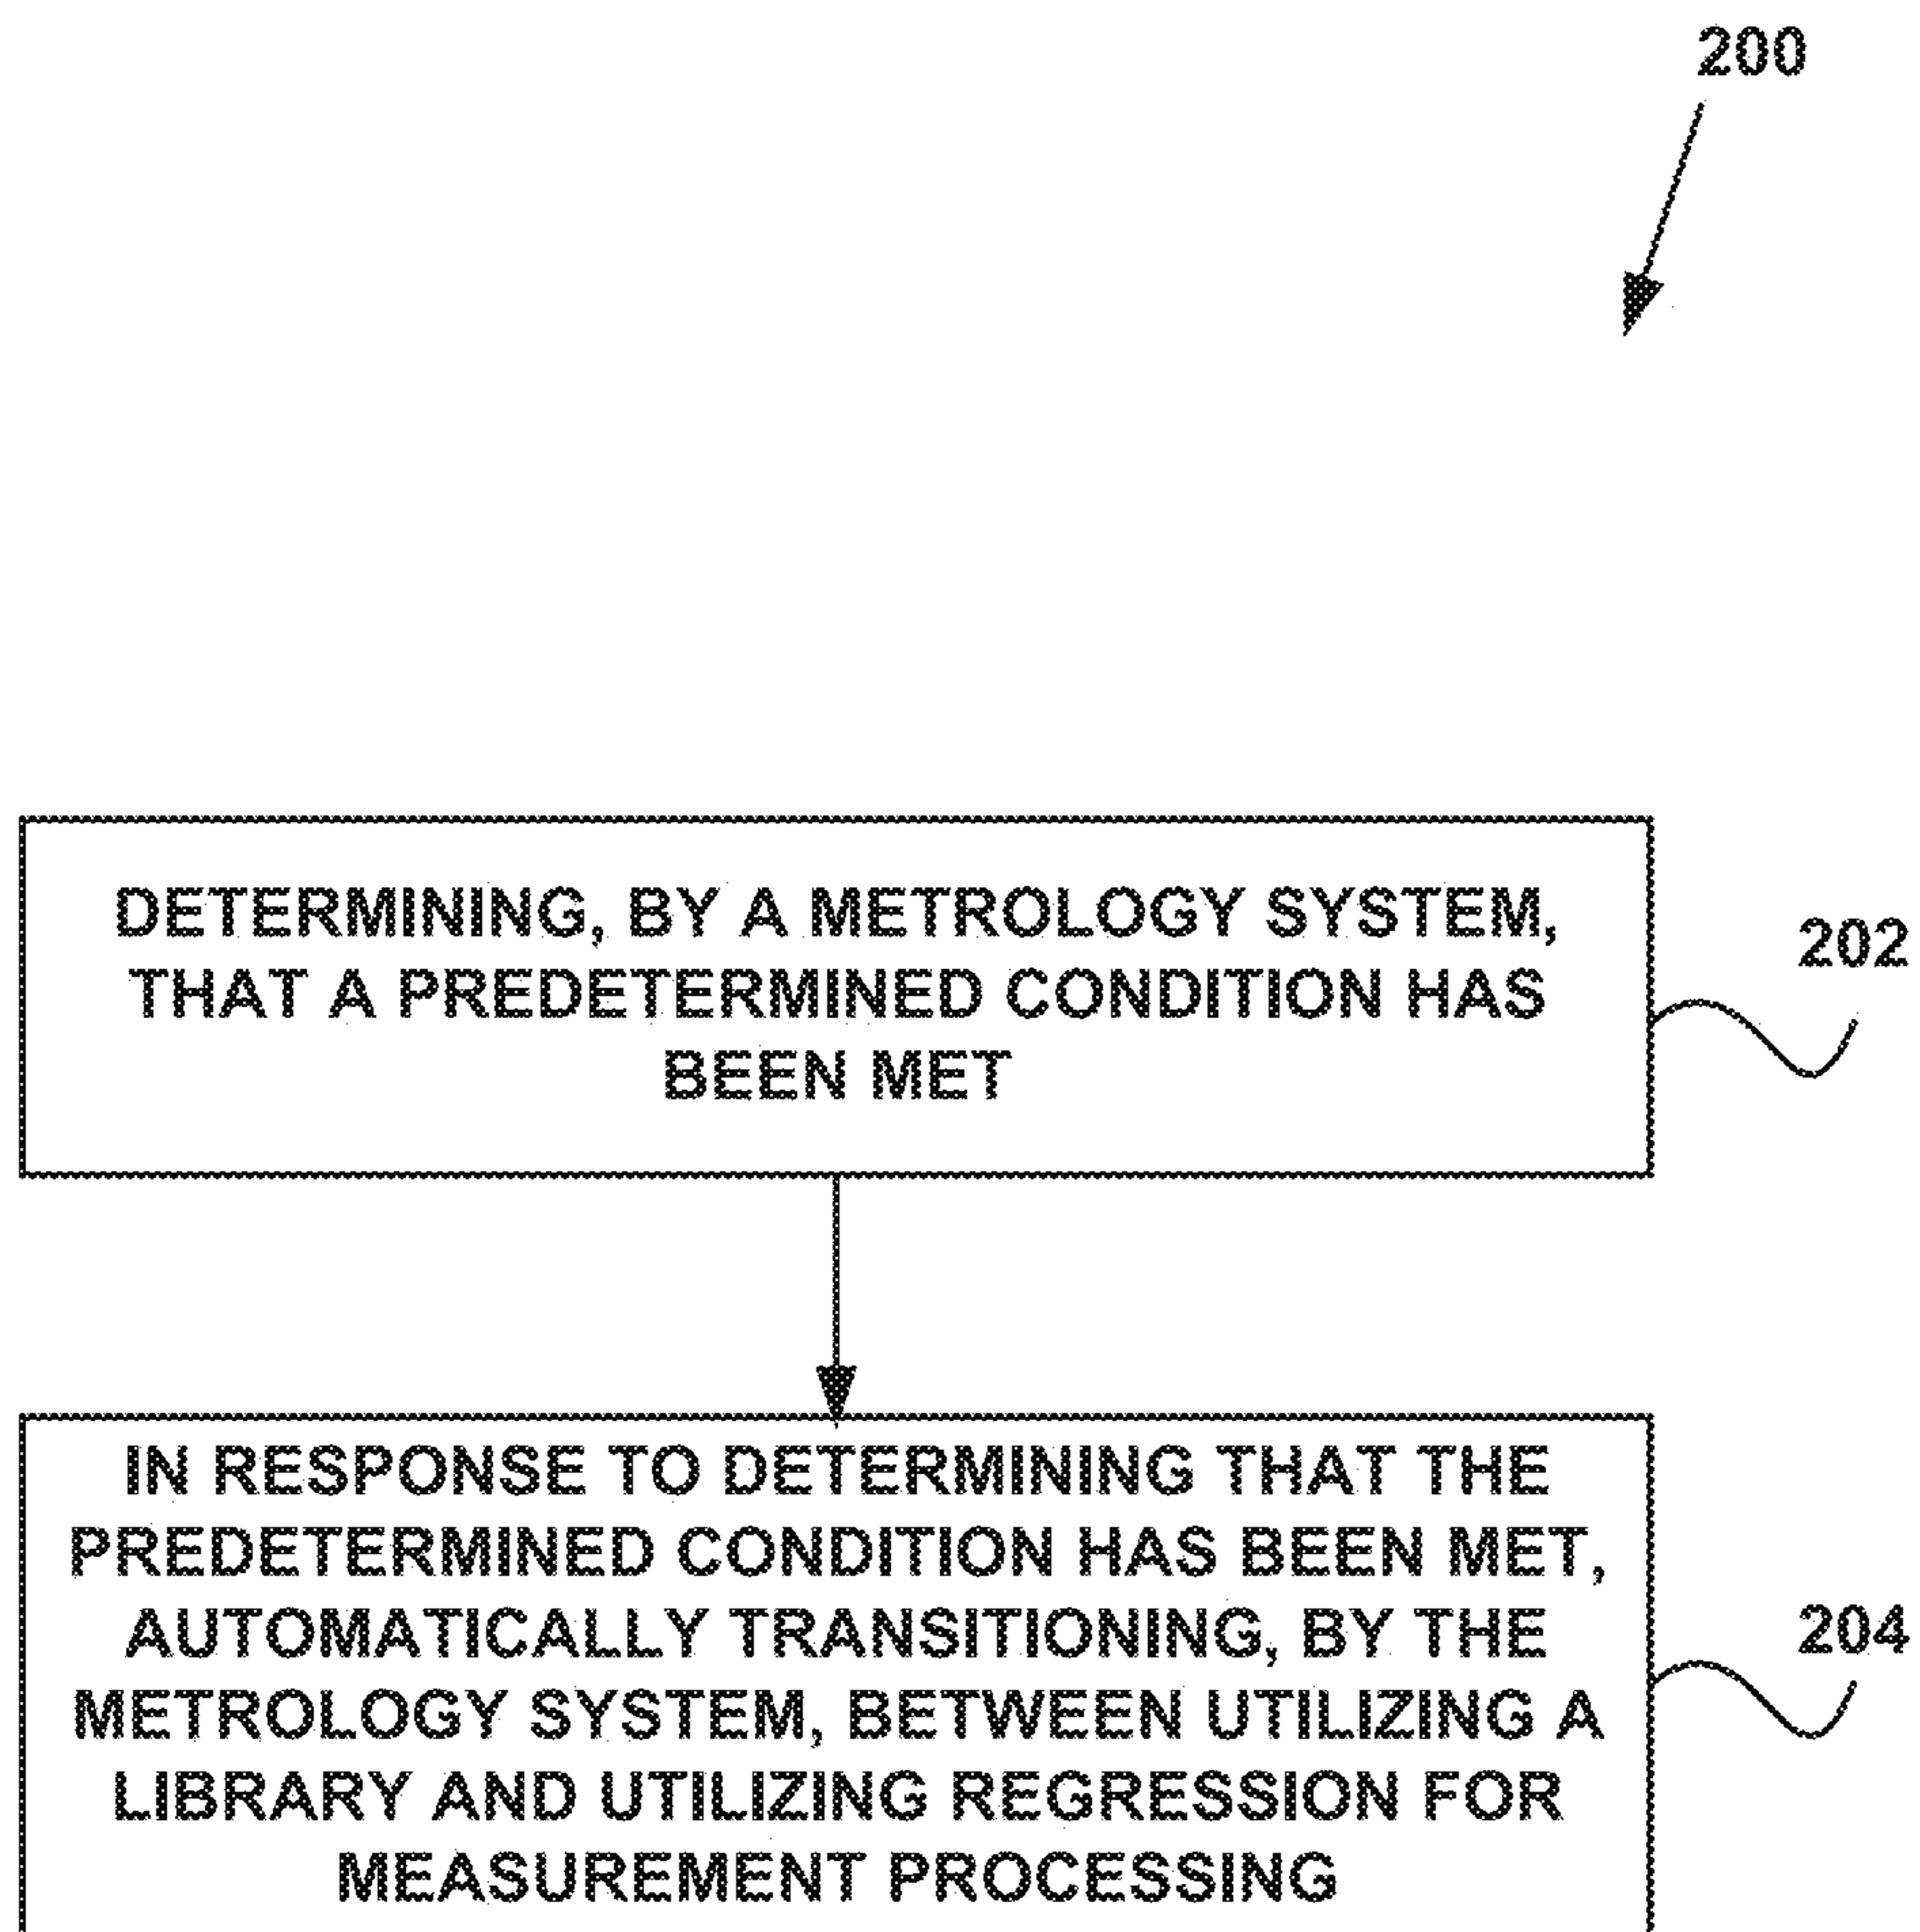 200
DETERMINING, BY A METROLOGY SYSTEM,
THAT A PREDETERMINED CONDITION HAS
BEEN MET
202
IN RESPONSE TO DETERMINING THAT THE
PREDETERMINED CONDITION HAS BEEN MET,
AUTOMATICALLY TRANSITIONING, BY THE
METROLOGY SYSTEM, BETWEEN UTILIZING A
LIBRARY AND UTILIZING REGRESSION FOR
MEASUREMENT PROCESSING
204